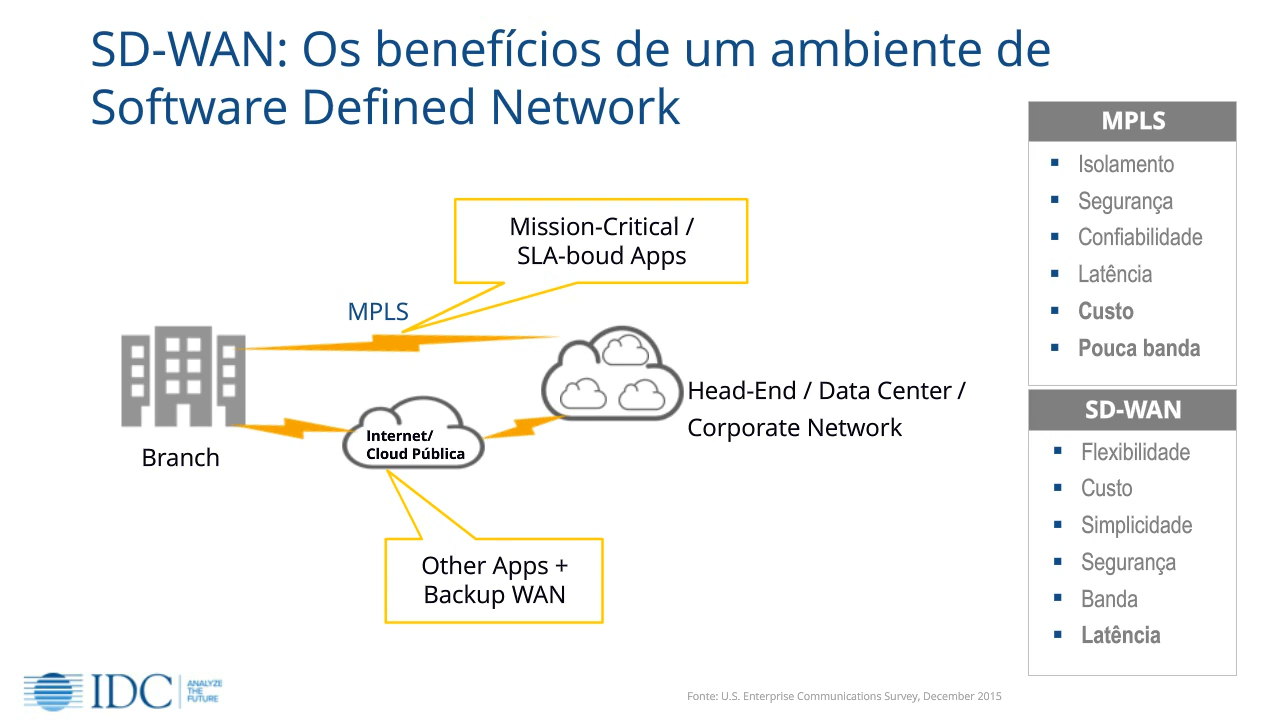 SD-WAN: Os benefícios de um ambiente de
Software Defined Network
MPLS
Isolamento
Segurança
Confiabilidade
Latência
Custo
Pouca banda
SD-WAN
Flexibilidade
Custo
Simplicidade
Segurança
Banda
Latência
Mission-Critical /
SLA-boud Apps
MPLS
Head-End / Data Center /
Corporate Network
Internet/
Cloud Pública
Branch
Other Apps +
Backup WAN
IDC
ANALYZE
THE
FUTURE
Fonte: U.S. Enterprise Communications Survey, December 2015